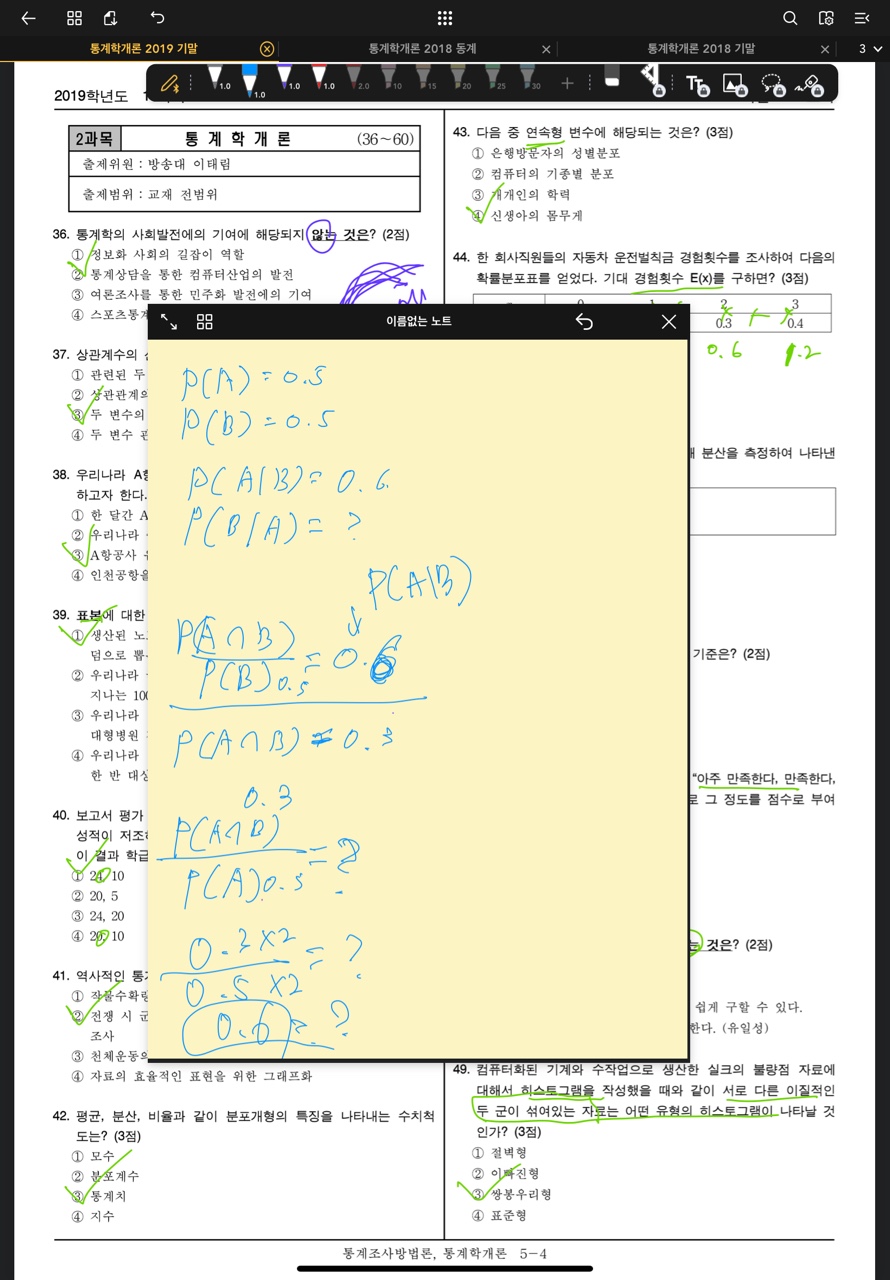 통계학개론 2019 기말
통계학개론 2018 동계
통계학개론 2018 기말
3
1.0
1.0
1.0
1.0
2.0
10
15
20
25
30
2019학년도
2과목 통계학개론 (36~60)
출제위원 : 방송대 이태림
출제범위 : 교재 전범위
36. 통계학의 사회발전에의 기여에 해당되지 않는 것은? (2점)
① 정보화 사회의 길잡이 역할
② 통계상담을 통한 컴퓨터산업의 발전
③ 여론조사를 통한 민주화 발전에의 기여
④ 스포츠통계
37. 상관계수의
① 관련된 두
② 상관관계의
③ 두 변수의
④ 두 변수
38. 우리나라 A항
하고자 한다.
① 한 달간 A
② 우리나라
③ A항공사
④ 인천공항을
39. 표본에 대한
① 생산된 노
덤으로 뽑
② 우리나라
지나는 100
③ 우리나라
대형병원
④ 우리나라
한 반 대상
40. 보고서 평가
성적이 저조하
이 결과 학급
① 24, 10
② 20, 5
③ 24, 20
④ 20, 10
41. 역사적인 통계
① 작물수확량
② 전쟁 시 군
조사
③ 천체운동의
④ 자료의 효율적인 표현을 위한 그래프화
42. 평균, 분산, 비율과 같이 분포개형의 특징을 나타내는 수치척
도는? (3점)
① 모수
② 분포계수
③ 통계치
④ 지수
43. 다음 중 연속형 변수에 해당되는 것은? (3점)
① 은행방문자의 성별분포
② 컴퓨터의 기종별 분포
③ 개개인의 학력
④ 신생아의 몸무게
44. 한 회사직원들의 자동차 운전벌칙금 경험횟수를 조사하여 다음의
확률분포표를 얻었다. 기대 경험횟수 E(x)를 구하면? (3점)
0 1 2 3
0.3 0.4
0.6 1.2
분산을 측정하여 나타낸
기준은? (2점)
“아주 만족한다, 만족한다,
로 그 정도를 점수로 부여
는 것은? (2점)
쉽게 구할 수 있다.
한다. (유일성)
49. 컴퓨터화된 기계와 수작업으로 생산한 실크의 불량점 자료에
대해서 히스토그램을 작성했을 때와 같이 서로 다른 이질적인
두 군이 섞여있는 자료는 어떤 유형의 히스토그램이 나타날 것
인가? (3점)
① 절벽형
② 이빠진형
③ 쌍봉우리형
④ 표준형
이름없는 노트
P(A) = 0.5
P(B) = 0.5
P(A|B) = 0.6
P(B|A) = ?
P(A|B)
P(A∩B)
P(B) 0.5 = 0.6
P(A∩B) = 0.3
0.3
P(A∩B)
P(A) 0.5 = ?
0.3 ×2 = ?
0.5 ×2
0.6 = ?
통계조사방법론, 통계학개론 5-4